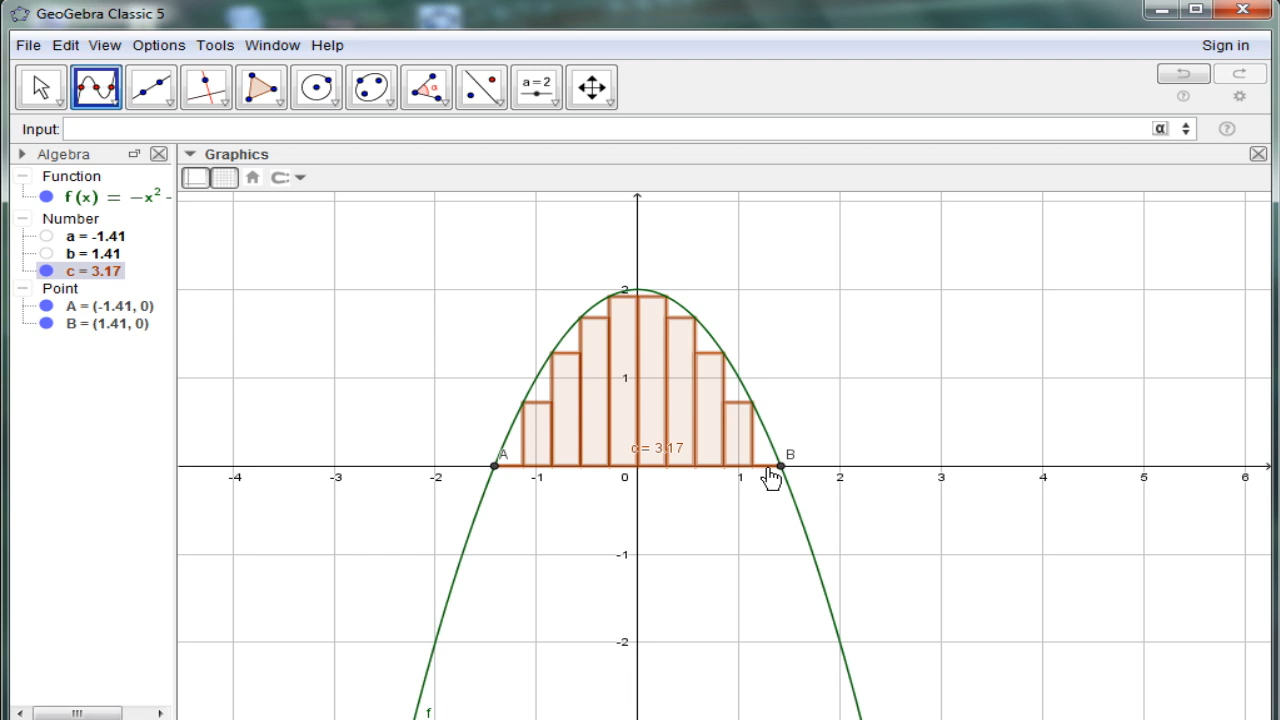 GeoGebra Classic 5
File Edit View Options Tools Window Help Sign in
a=2
Input: α
Algebra
Graphics
Function
f(x) = −x² -
Number
a = -1.41
b = 1.41
c = 3.17
Point
A = (-1.41, 0)
B = (1.41, 0)
2
1
c = 3.17
A B
-4 -3 -2 -1 0 1 2 3 4 5 6
-1
-2
f